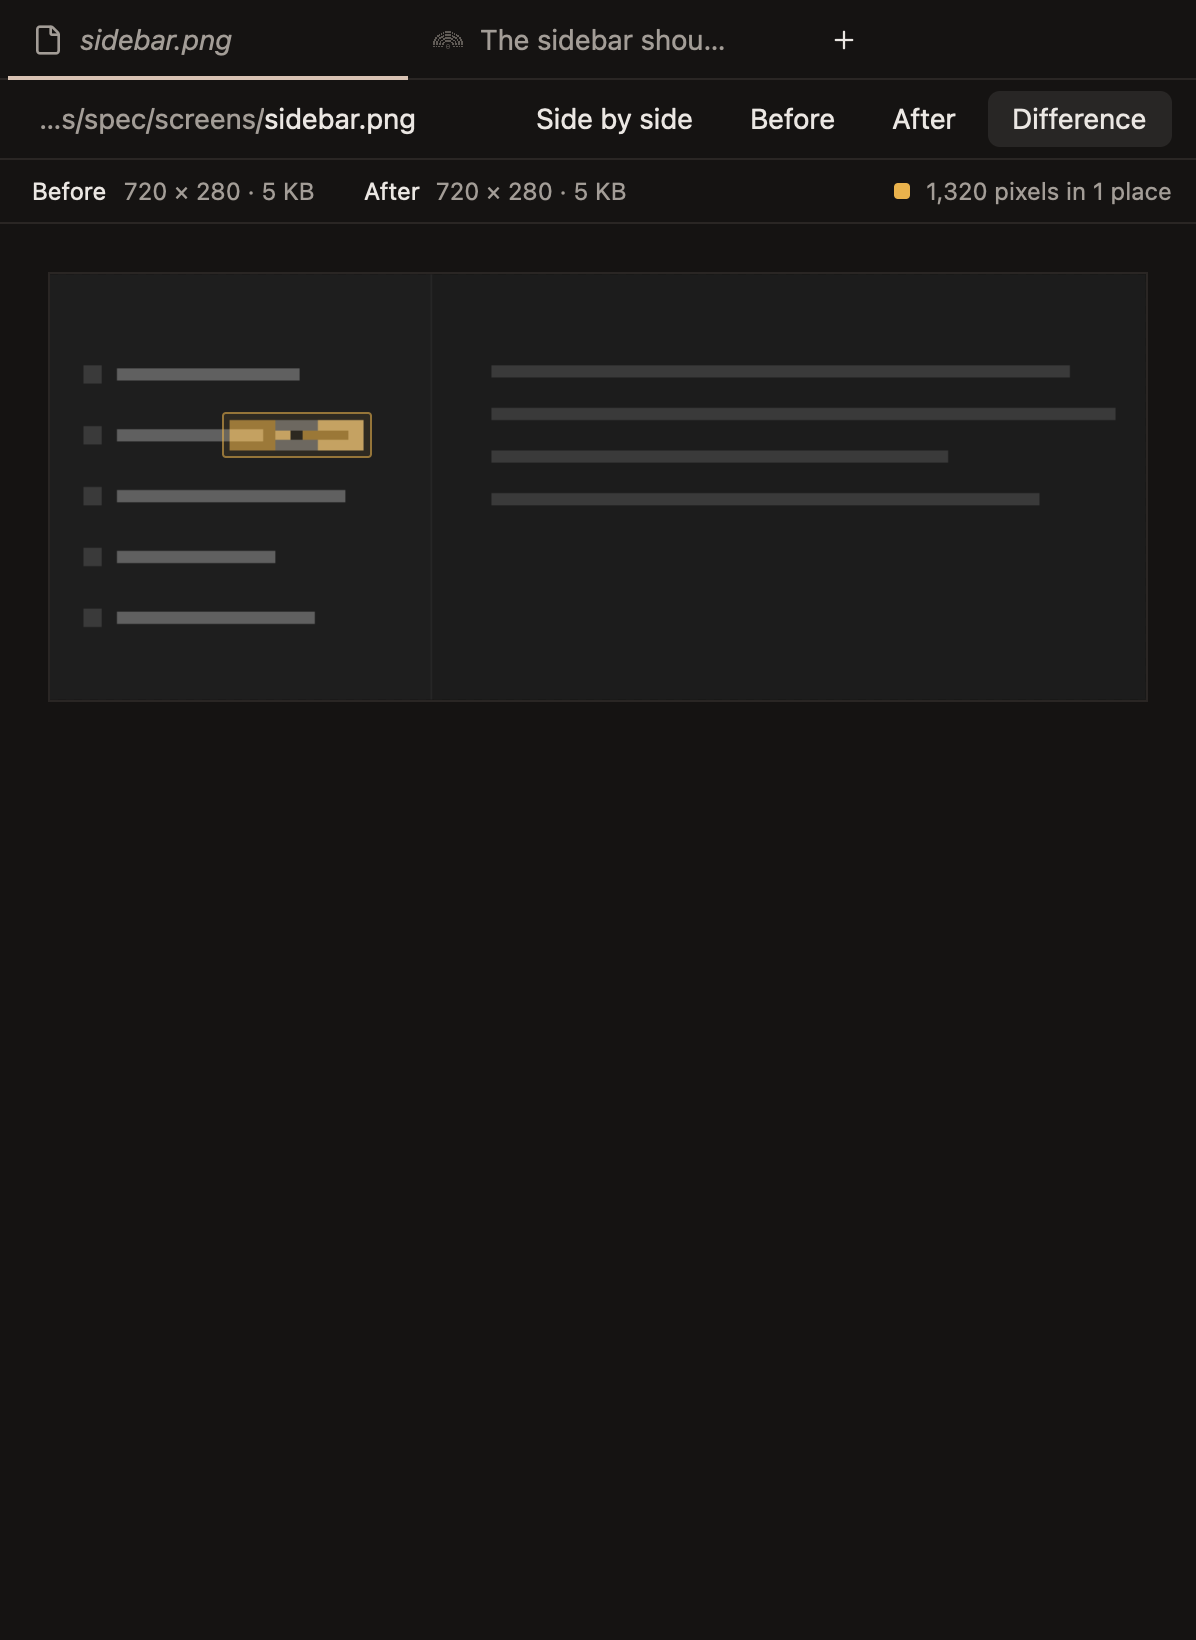 sidebar.png
The sidebar shou...
+
...s/spec/screens/sidebar.png
Side by side
Before
After
Difference
Before 720 × 280 · 5 KB
After 720 × 280 · 5 KB
1,320 pixels in 1 place